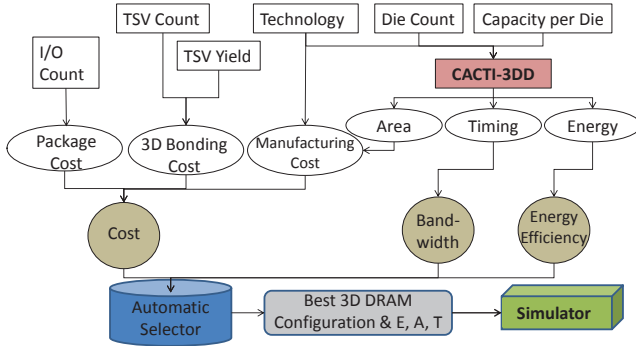 TSV Count
Technology
Die Count
Capacity per Die
I/O
Count
TSV Yield
CACTI-3DD
Area
Timing
Energy
Package
Cost
3D Bonding
Cost
Manufacturing
Cost
Cost
Band-
width
Energy
Efficiency
Automatic
Selector
Best 3D DRAM
Configuration & E, A, T
Simulator